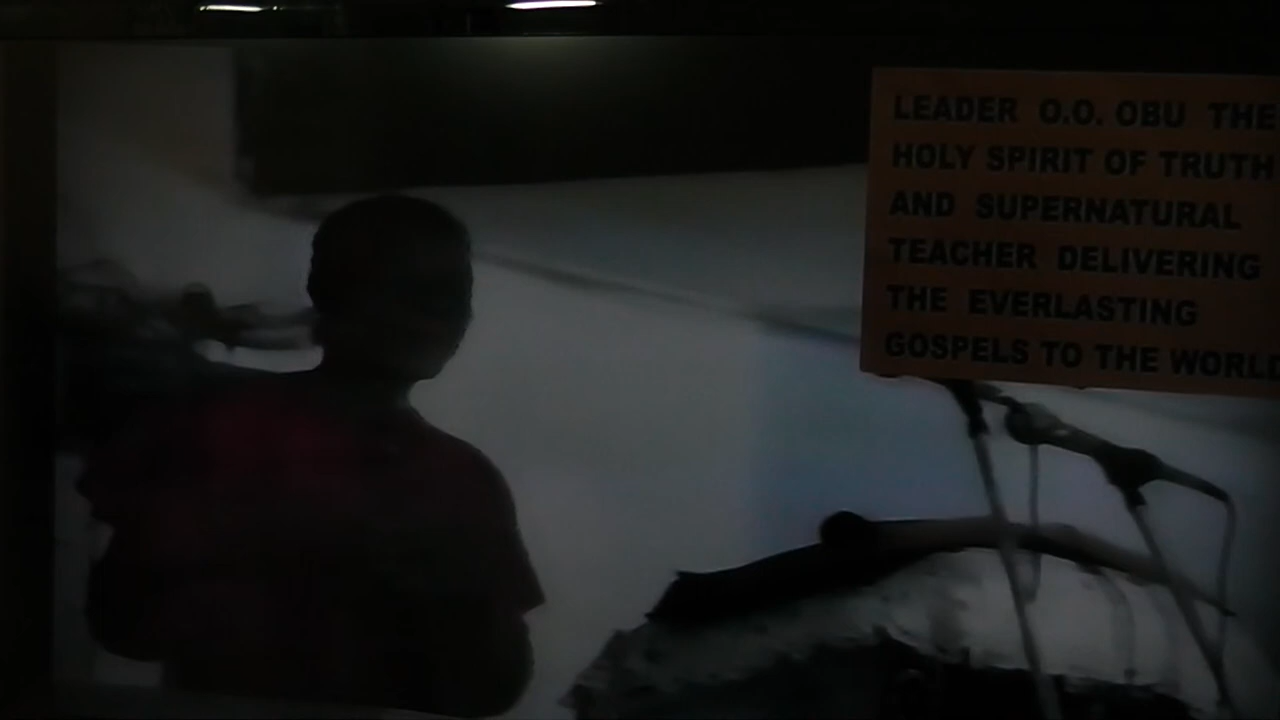 LEADER O.O. OBU THE
HOLY SPIRIT OF TRUTH
AND SUPERNATURAL
TEACHER DELIVERING
THE EVERLASTING
GOSPELS TO THE WORLD